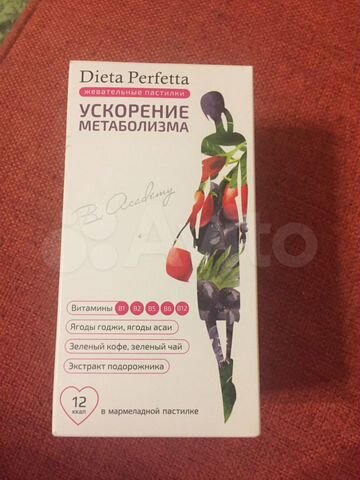 Dieta Perfetta
жевательные пастилки
УСКОРЕНИЕ
МЕТАБОЛИЗМА
B. Academy
Avito
Витамины B1 B2 B5 B6 B12
Ягоды годжи, ягоды асаи
Зеленый кофе, зеленый чай
Экстракт подорожника
12
ккал
в мармеладной пастилке